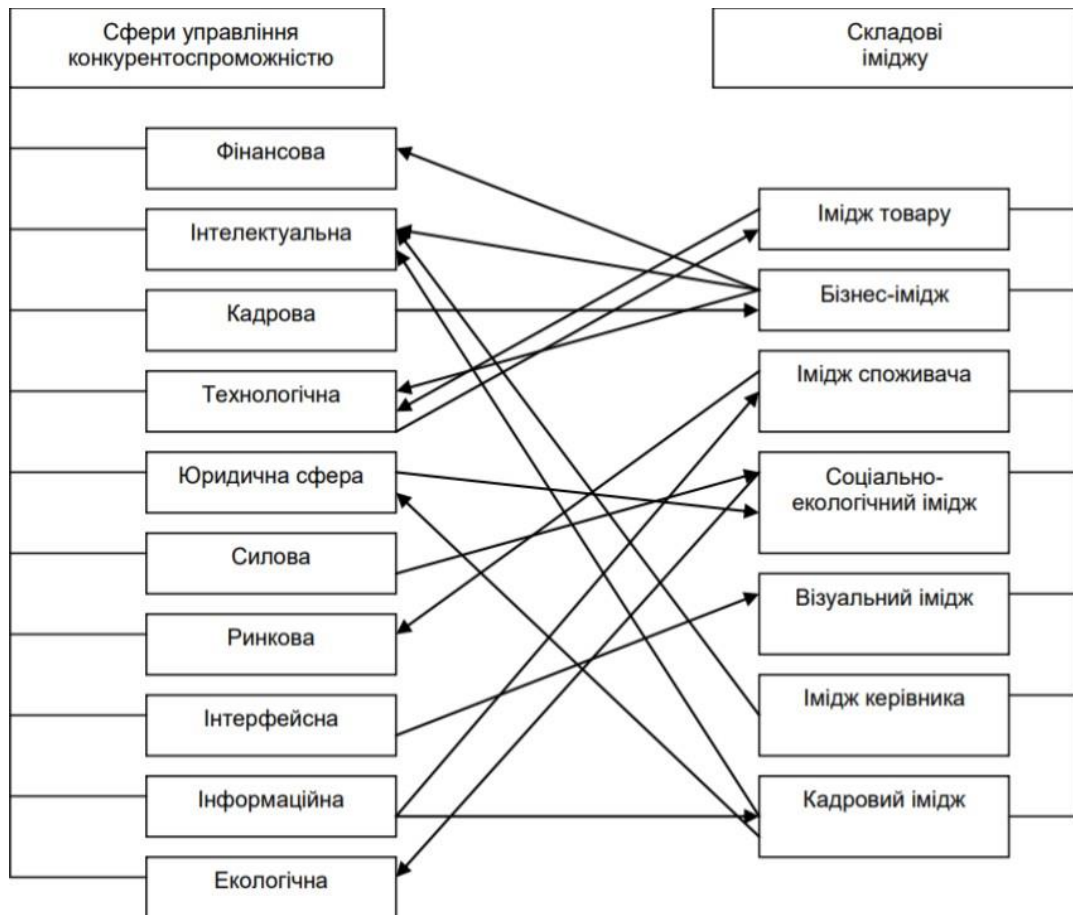 Сфери управління
конкурентоспроможністю
Складові
іміджу
Фінансова
Інтелектуальна
Кадрова
Технологічна
Юридична сфера
Силова
Ринкова
Інтерфейсна
Інформаційна
Екологічна
Імідж товару
Бізнес-імідж
Імідж споживача
Соціально-
екологічний імідж
Візуальний імідж
Імідж керівника
Кадровий імідж